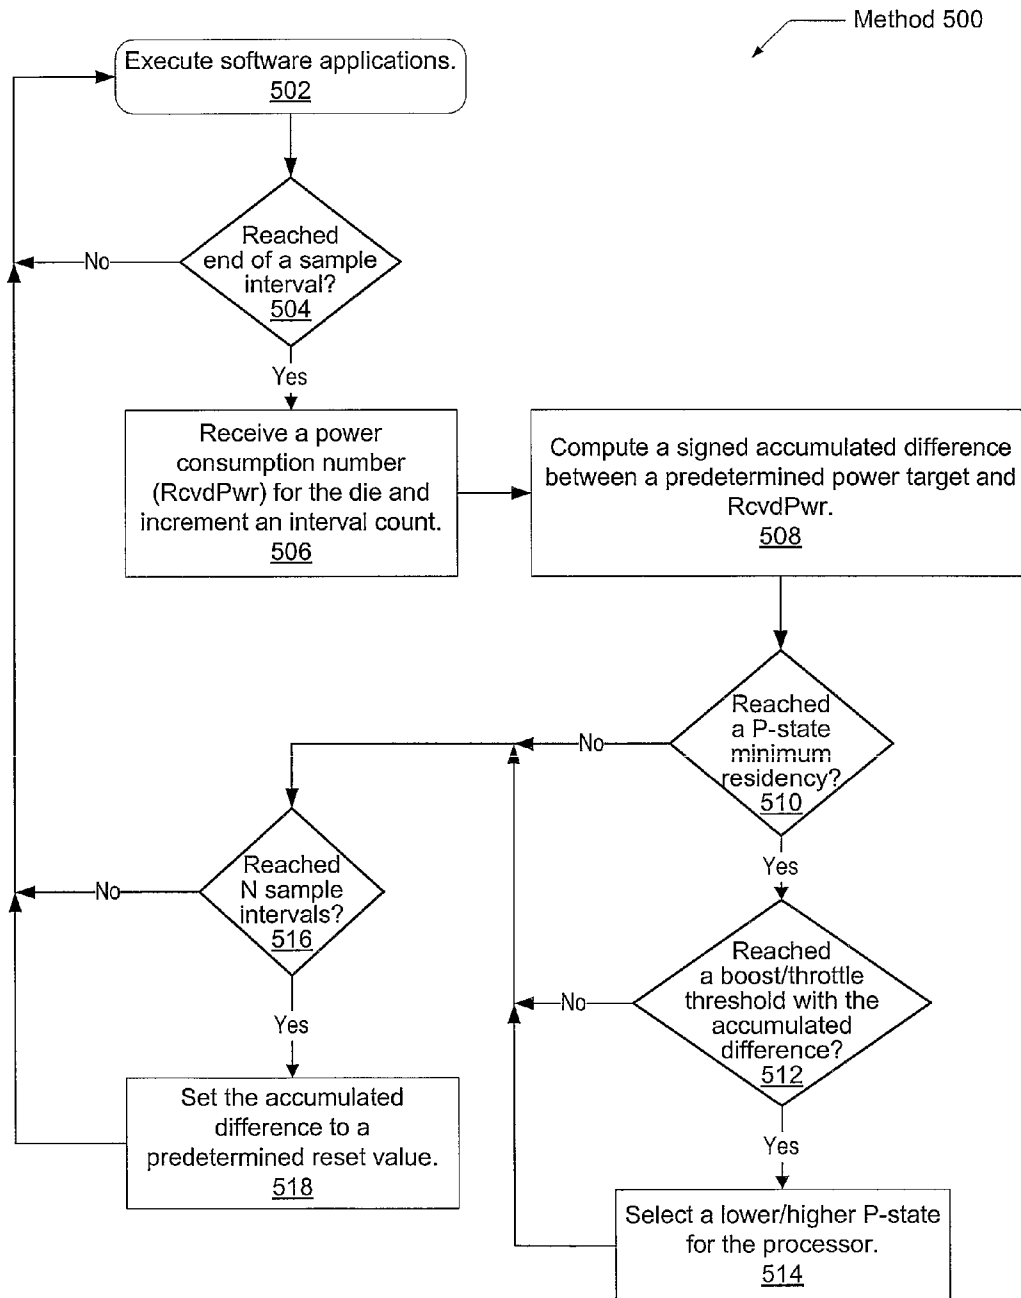 Method 500
Execute software applications.
502
Reached
end of a sample
interval?
504
No
Yes
Receive a power
consumption number
(RcvdPwr) for the die and
increment an interval count.
506
Compute a signed accumulated difference
between a predetermined power target and
RcvdPwr.
508
Reached
a P-state
minimum
residency?
510
No
Yes
Reached
a boost/throttle
threshold with the
accumulated
difference?
512
No
Yes
Select a lower/higher P-state
for the processor.
514
Reached
N sample
intervals?
516
No
Yes
Set the accumulated
difference to a
predetermined reset value.
518